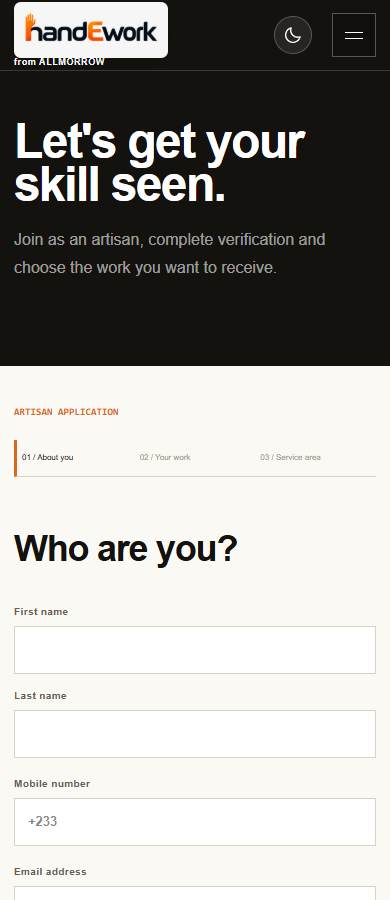 handEwork
from ALLMORROW
Let's get your
skill seen.
Join as an artisan, complete verification and
choose the work you want to receive.
ARTISAN APPLICATION
01 / About you
02 / Your work
03 / Service area
Who are you?
First name
Last name
Mobile number
+233
Email address